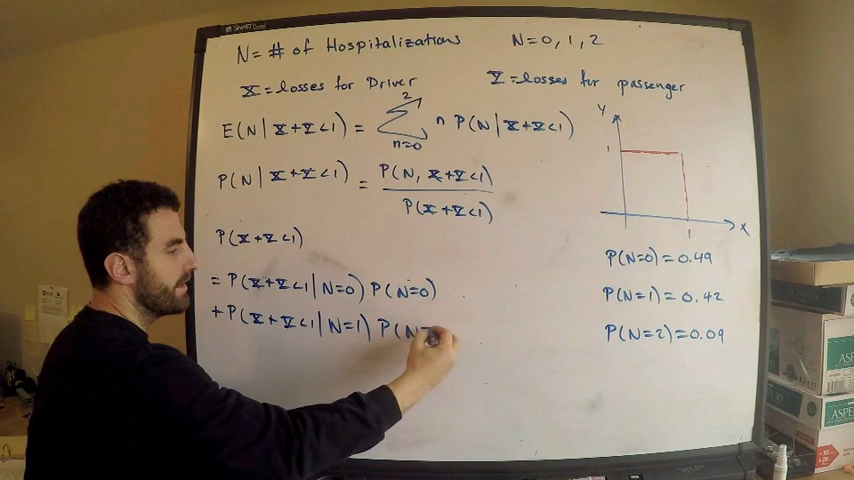 SMART
N = # of Hospitalizations N=0, 1, 2
X = losses for Driver Y = losses for passenger
E(N | X+Y<1) = 2 ∑ n=0 n P(N | X+Y<1)
P(N | X+Y<1) = P(N, X+Y<1) / P(X+Y<1)
Y
1
X
1
P(X+Y<1)
= P(X+Y<1 | N=0) P(N=0)
+ P(X+Y<1 | N=1) P(N=
P(N=0) = 0.49
P(N=1) = 0.42
P(N=2) = 0.09